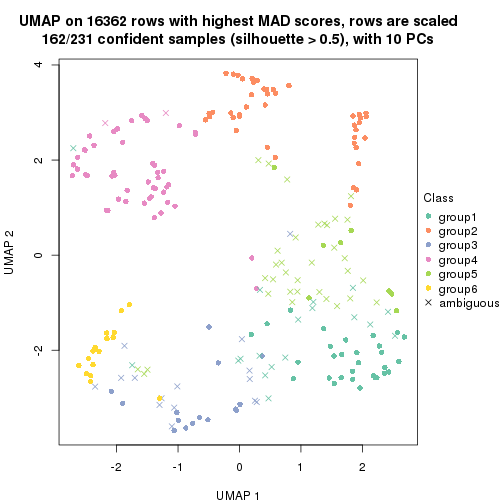 UMAP on 16362 rows with highest MAD scores, rows are scaled
162/231 confident samples (silhouette > 0.5), with 10 PCs
4
2
0
-2
UMAP 2
-2
-1
0
1
2
UMAP 1
Class
group1
group2
group3
group4
group5
group6
ambiguous